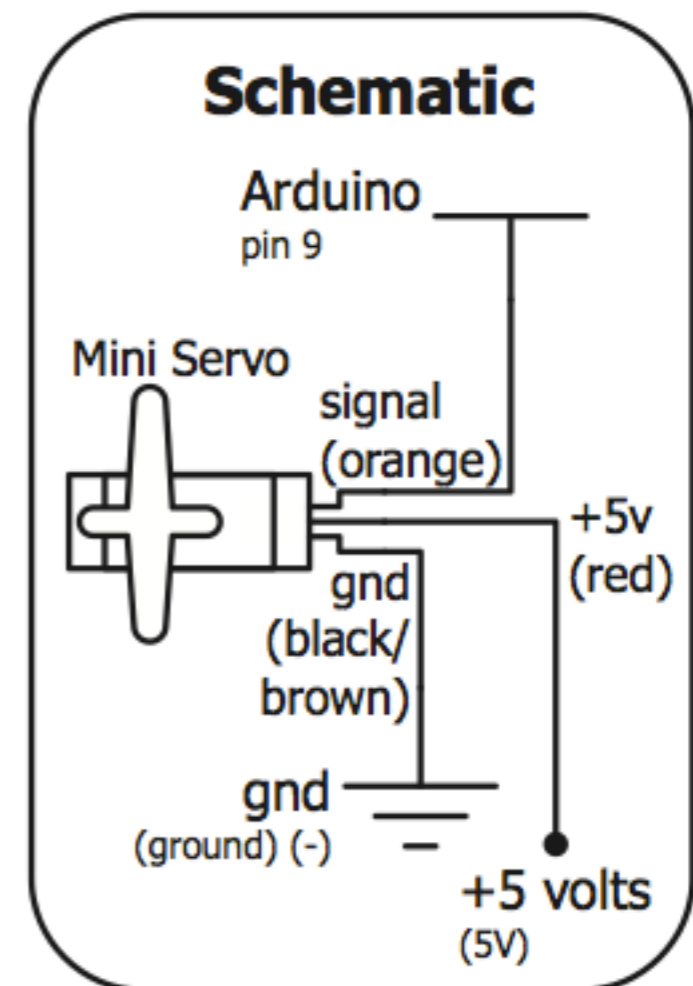 Schematic
Arduino
pin 9
Mini Servo
signal
(orange)
+5v
(red)
gnd
(black/
brown)
gnd
(ground) (-)
+5 volts
(5V)